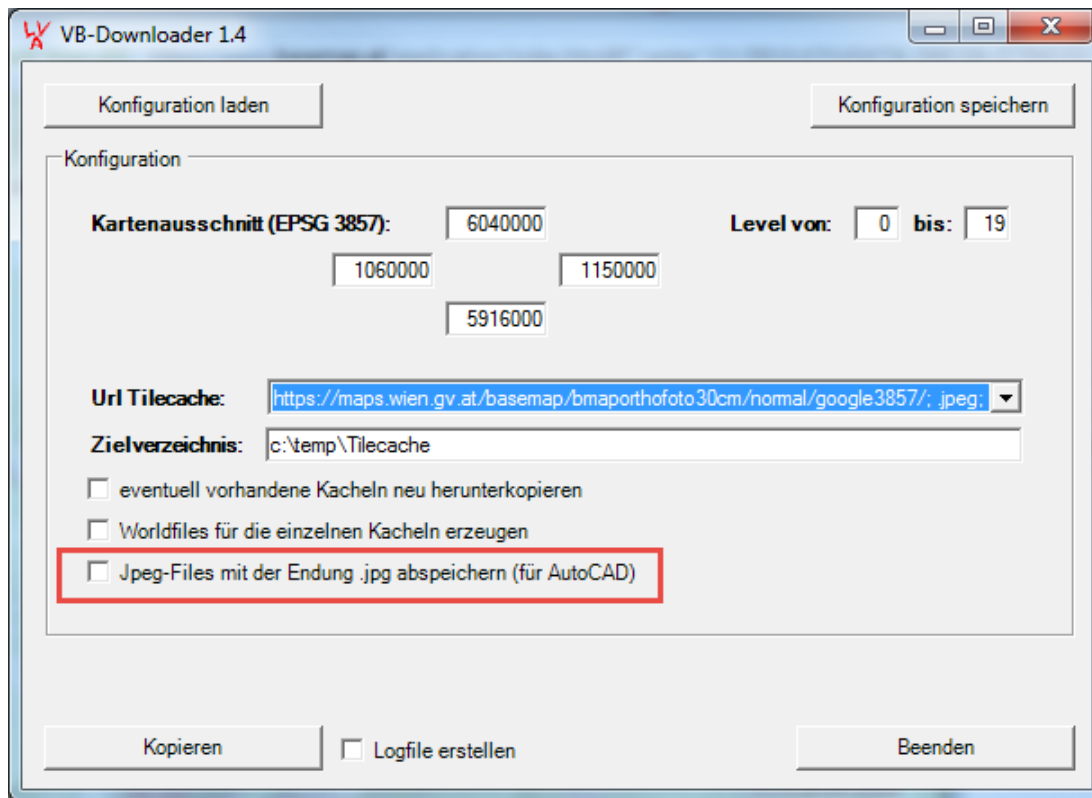 VB-Downloader 1.4
Konfiguration laden
Konfiguration speichern
Konfiguration
Kartenausschnitt (EPSG 3857): 6040000 Level von: 0 bis: 19
1060000 1150000
5916000
Url Tilecache: https://maps.wien.gv.at/basemap/bmaporthofoto30cm/normal/google3857/; .jpeg;
Zielverzeichnis: c:\temp\Tilecache
eventuell vorhandene Kacheln neu herunterkopieren
Worldfiles für die einzelnen Kacheln erzeugen
Jpeg-Files mit der Endung .jpg abspeichern (für AutoCAD)
Kopieren Logfile erstellen Beenden